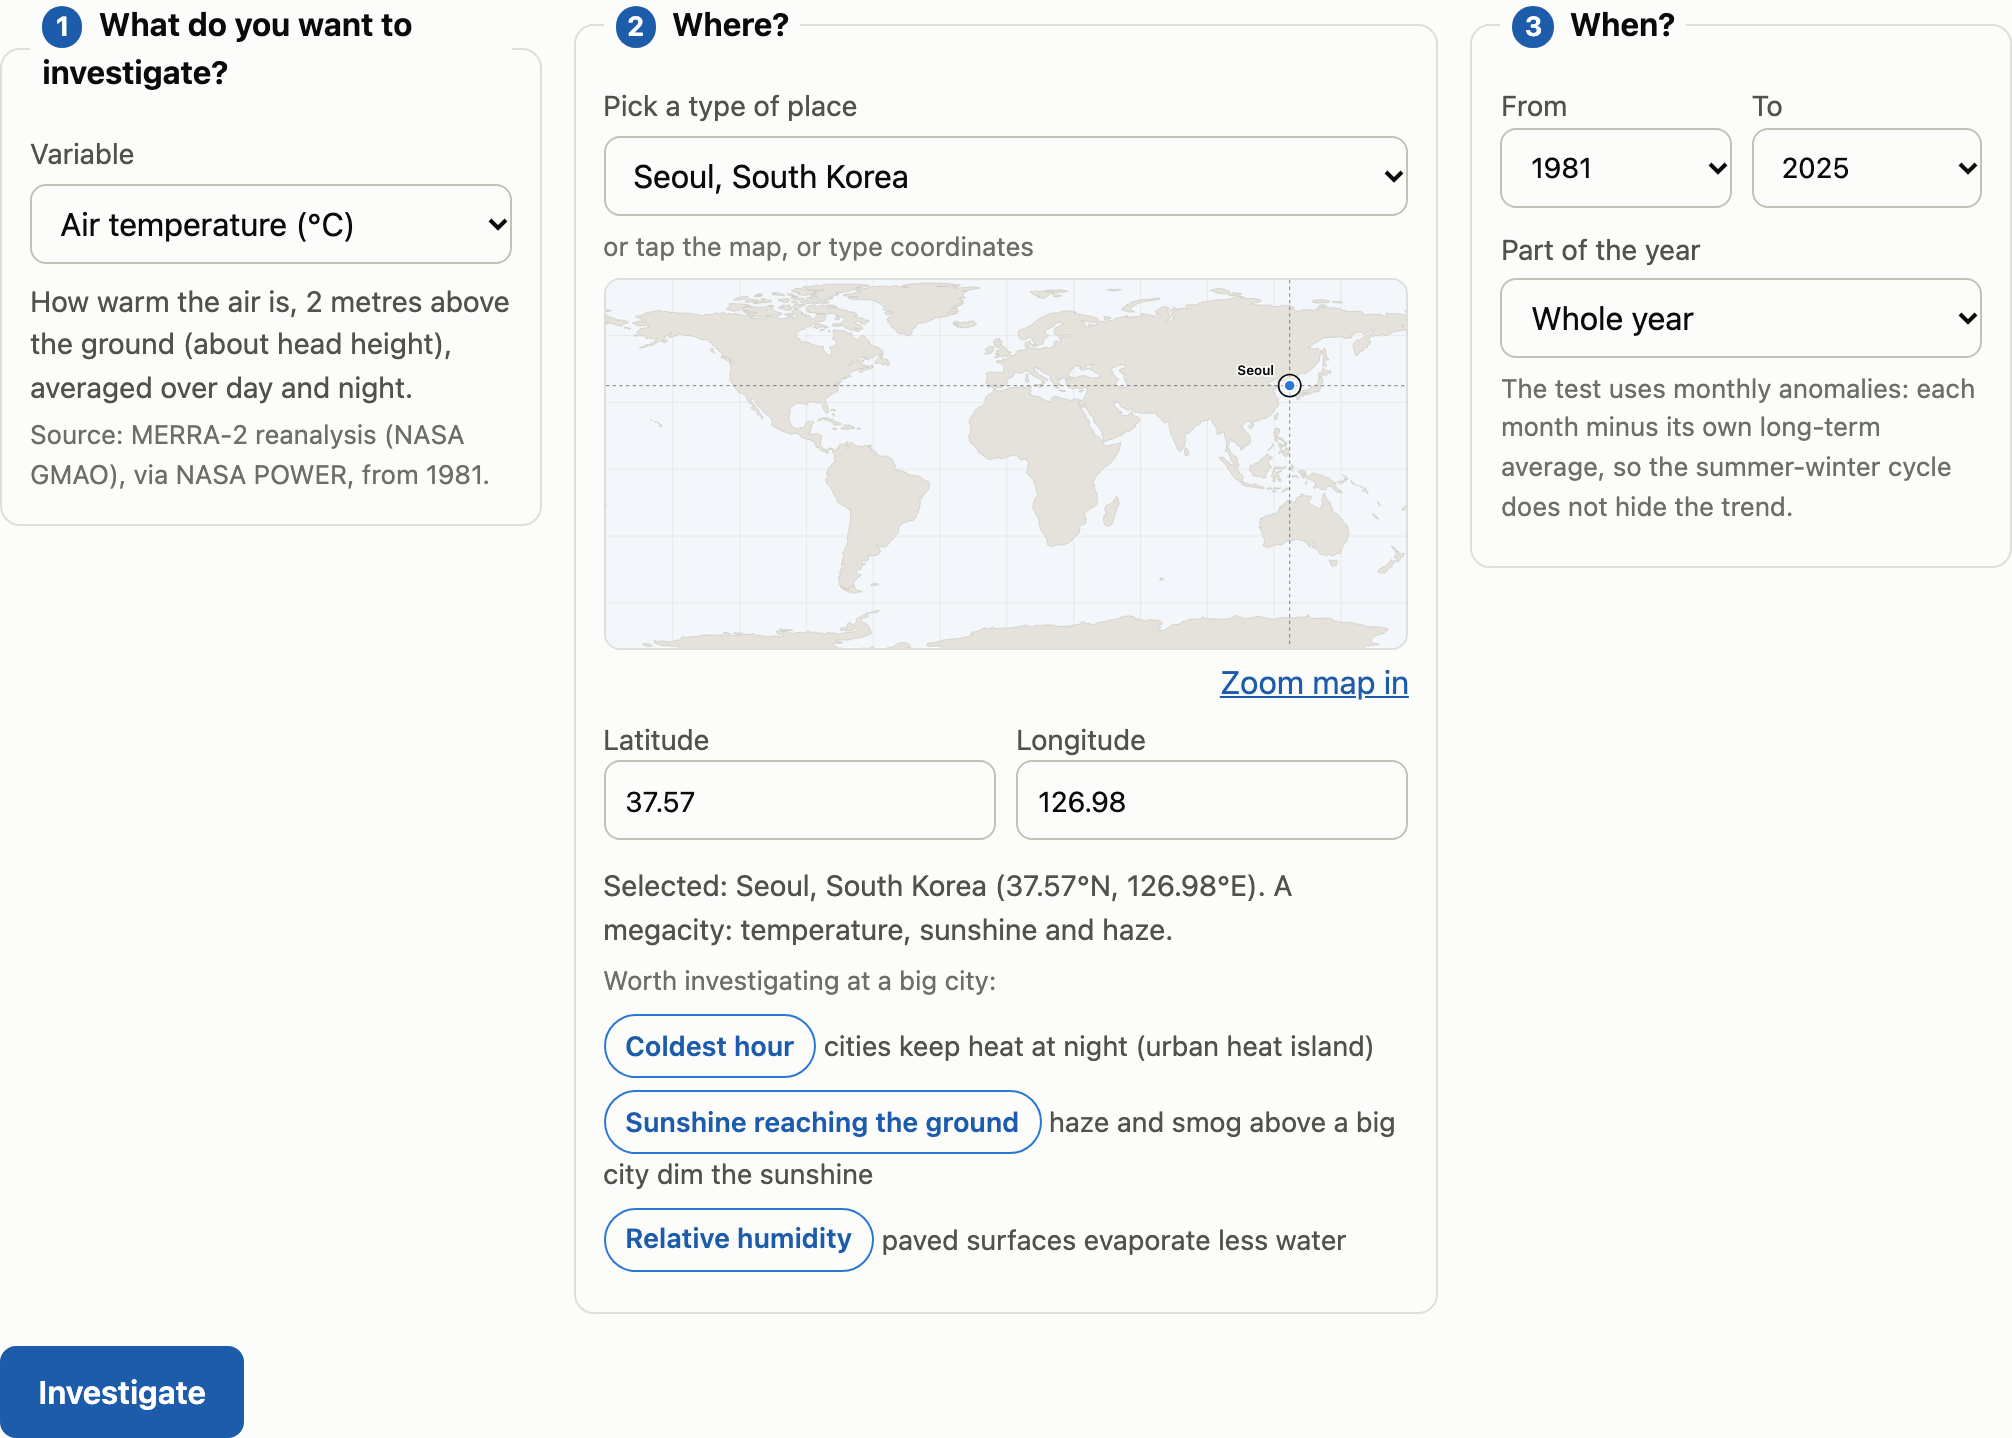 1 What do you want to
investigate?
Variable
Air temperature (°C)
How warm the air is, 2 metres above
the ground (about head height),
averaged over day and night.
Source: MERRA-2 reanalysis (NASA
GMAO), via NASA POWER, from 1981.
2 Where?
Pick a type of place
Seoul, South Korea
or tap the map, or type coordinates
Seoul
Zoom map in
Latitude
Longitude
37.57
126.98
Selected: Seoul, South Korea (37.57°N, 126.98°E). A
megacity: temperature, sunshine and haze.
Worth investigating at a big city:
Coldest hour cities keep heat at night (urban heat island)
Sunshine reaching the ground haze and smog above a big
city dim the sunshine
Relative humidity paved surfaces evaporate less water
3 When?
From
To
1981
2025
Part of the year
Whole year
The test uses monthly anomalies: each
month minus its own long-term
average, so the summer-winter cycle
does not hide the trend.
Investigate